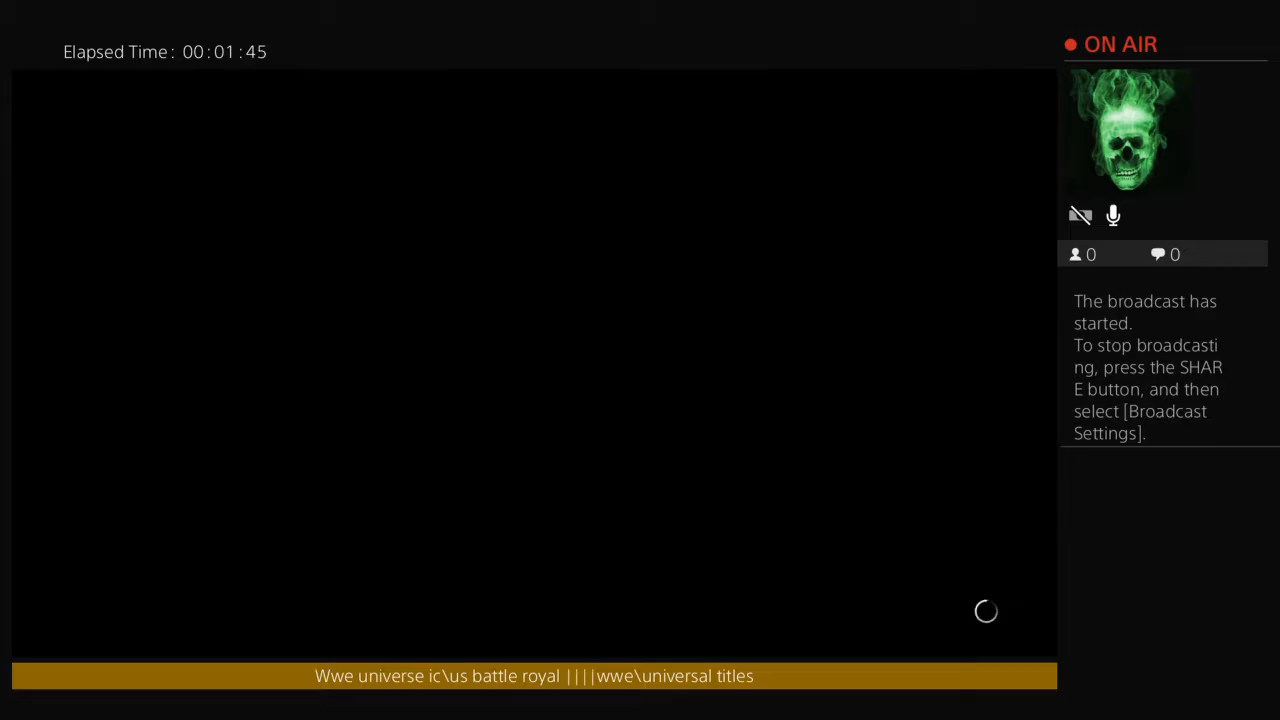 Elapsed Time: 00:01:45
ON AIR
0 0
The broadcast has
started.
To stop broadcasti
ng, press the SHAR
E button, and then
select [Broadcast
Settings].
Wwe universe ic\us battle royal ||||wwe\universal titles